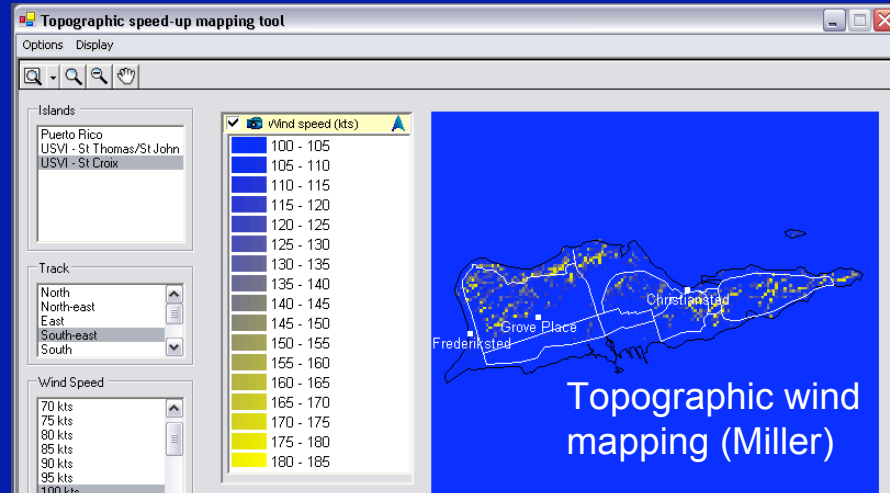 Topographic speed-up mapping tool
Options Display
Islands
Puerto Rico
USVI - St Thomas/St John
USVI - St Croix
Track
North
North-east
East
South-east
South
Wind Speed
70 kts
75 kts
80 kts
85 kts
90 kts
95 kts
100 kts
Wind speed (kts)
100 - 105
105 - 110
110 - 115
115 - 120
120 - 125
125 - 130
130 - 135
135 - 140
140 - 145
145 - 150
150 - 155
155 - 160
160 - 165
165 - 170
170 - 175
175 - 180
180 - 185
Christiansted
Grove Place
Frederiksted
Topographic wind
mapping (Miller)